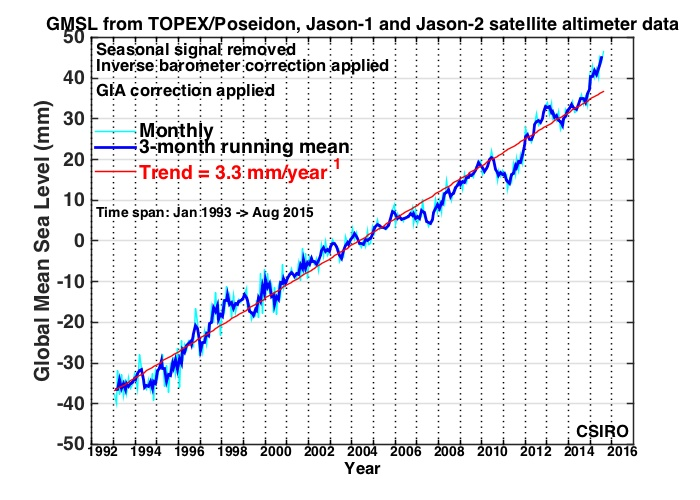 GMSL from TOPEX/Poseidon, Jason-1 and Jason-2 satellite altimeter data
50
40
30
20
10
0
-10
-20
-30
-40
-50
Global Mean Sea Level (mm)
Seasonal signal removed
Inverse barometer correction applied
GIA correction applied
Monthly
3-month running mean
Trend = 3.3 mm/year 1
Time span: Jan 1993 -> Aug 2015
CSIRO
1992 1994 1996 1998 2000 2002 2004 2006 2008 2010 2012 2014 2016
Year